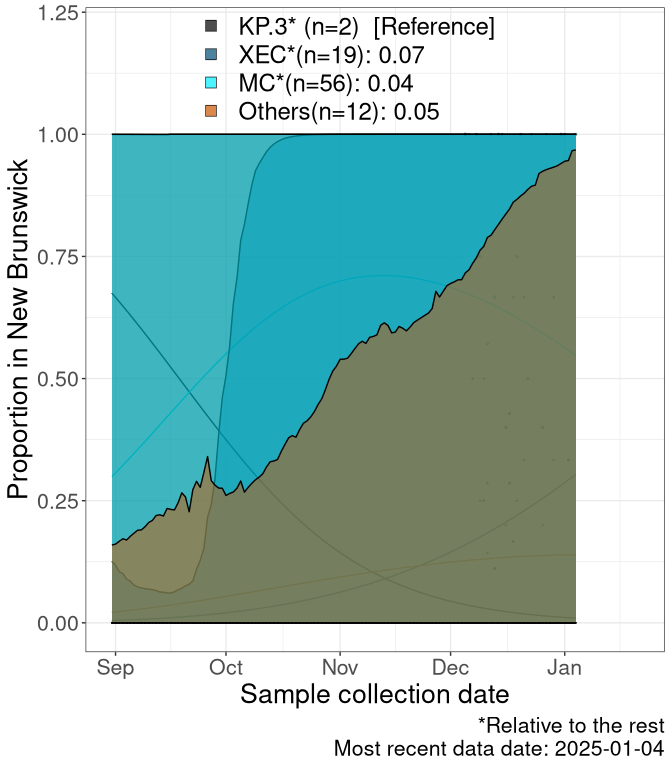 KP.3* (n=2)  [Reference]
XEC*(n=19): 0.07
MC*(n=56): 0.04
Others(n=12): 0.05
1.25
1.00
0.75
0.50
0.25
0.00
Proportion in New Brunswick
Sep Oct Nov Dec Jan
Sample collection date
*Relative to the rest
Most recent data date: 2025-01-04